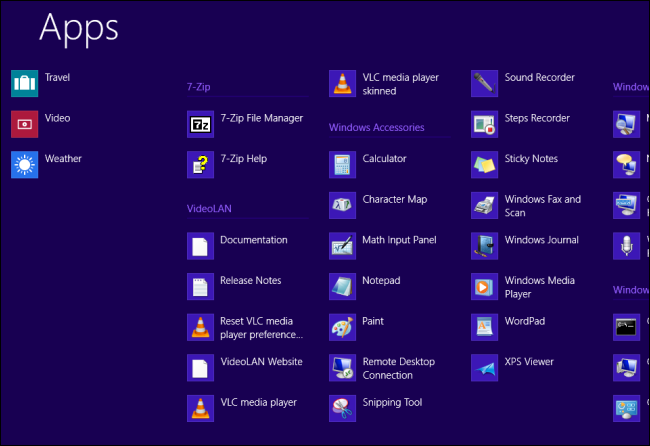 Apps
Travel
Video
Weather
7-Zip
7-Zip File Manager
7-Zip Help
VideoLAN
Documentation
Release Notes
Reset VLC media
player preference...
VideoLAN Website
VLC media player
VLC media player
skinned
Windows Accessories
Calculator
Character Map
Math Input Panel
Notepad
Paint
Remote Desktop
Connection
Snipping Tool
Sound Recorder
Steps Recorder
Sticky Notes
Windows Fax and
Scan
Windows Journal
Windows Media
Player
WordPad
XPS Viewer
Window
Window